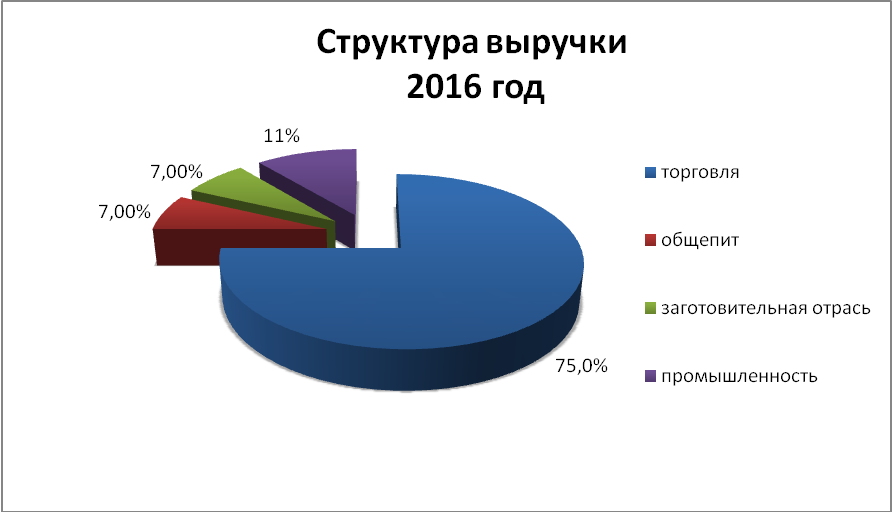 Структура выручки
2016 год
11%
7,00%
7,00%
75,0%
торговля
общепит
заготовительная отрась
промышленность